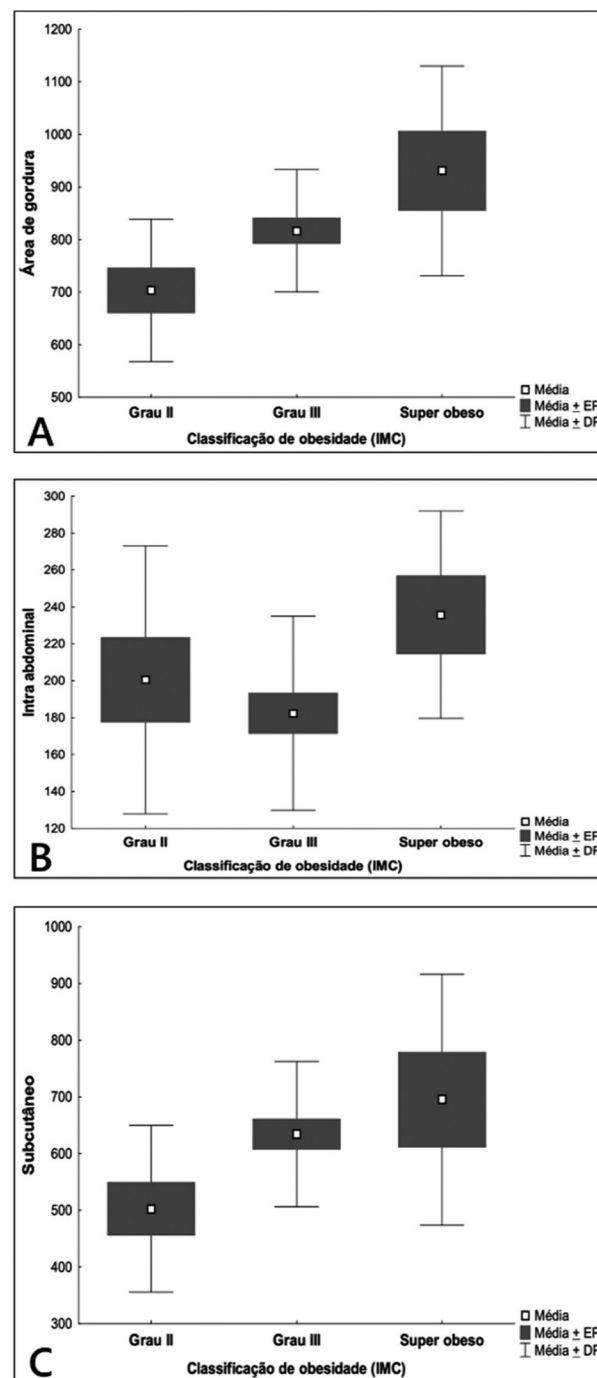 Área de gordura
1200
1100
1000
900
800
700
600
500
Grau II Grau III Super obeso
Classificação de obesidade (IMC)
Média
Média ± EP
Média ± DP
A
Intra abdominal
300
280
260
240
220
200
180
160
140
120
Grau II Grau III Super obeso
Classificação de obesidade (IMC)
Média
Média ± EP
Média ± DP
B
Subcutâneo
1000
900
800
700
600
500
400
300
Grau II Grau III Super obeso
Classificação de obesidade (IMC)
Média
Média ± EP
Média ± DP
C